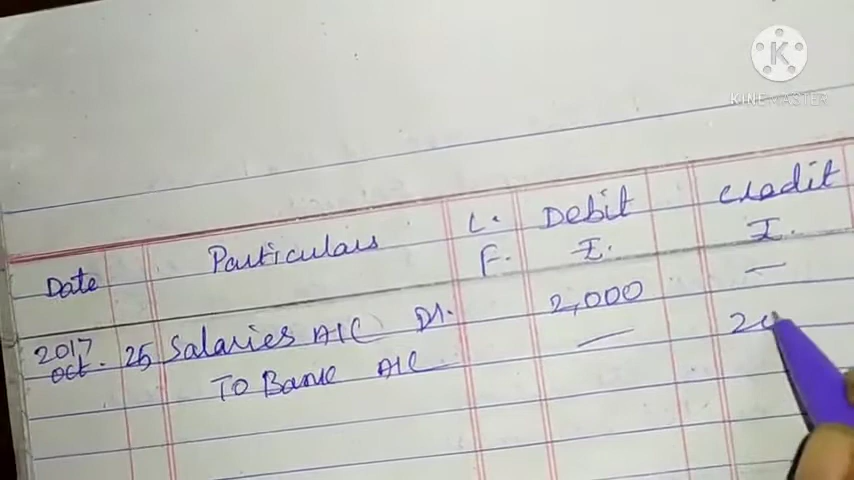 KINEMASTER
Date Particulars L. F. Debit ₹. Credit ₹.
2017 Oct. 25 Salaries A/C Dr. 2,000 —
To Bank A/C —